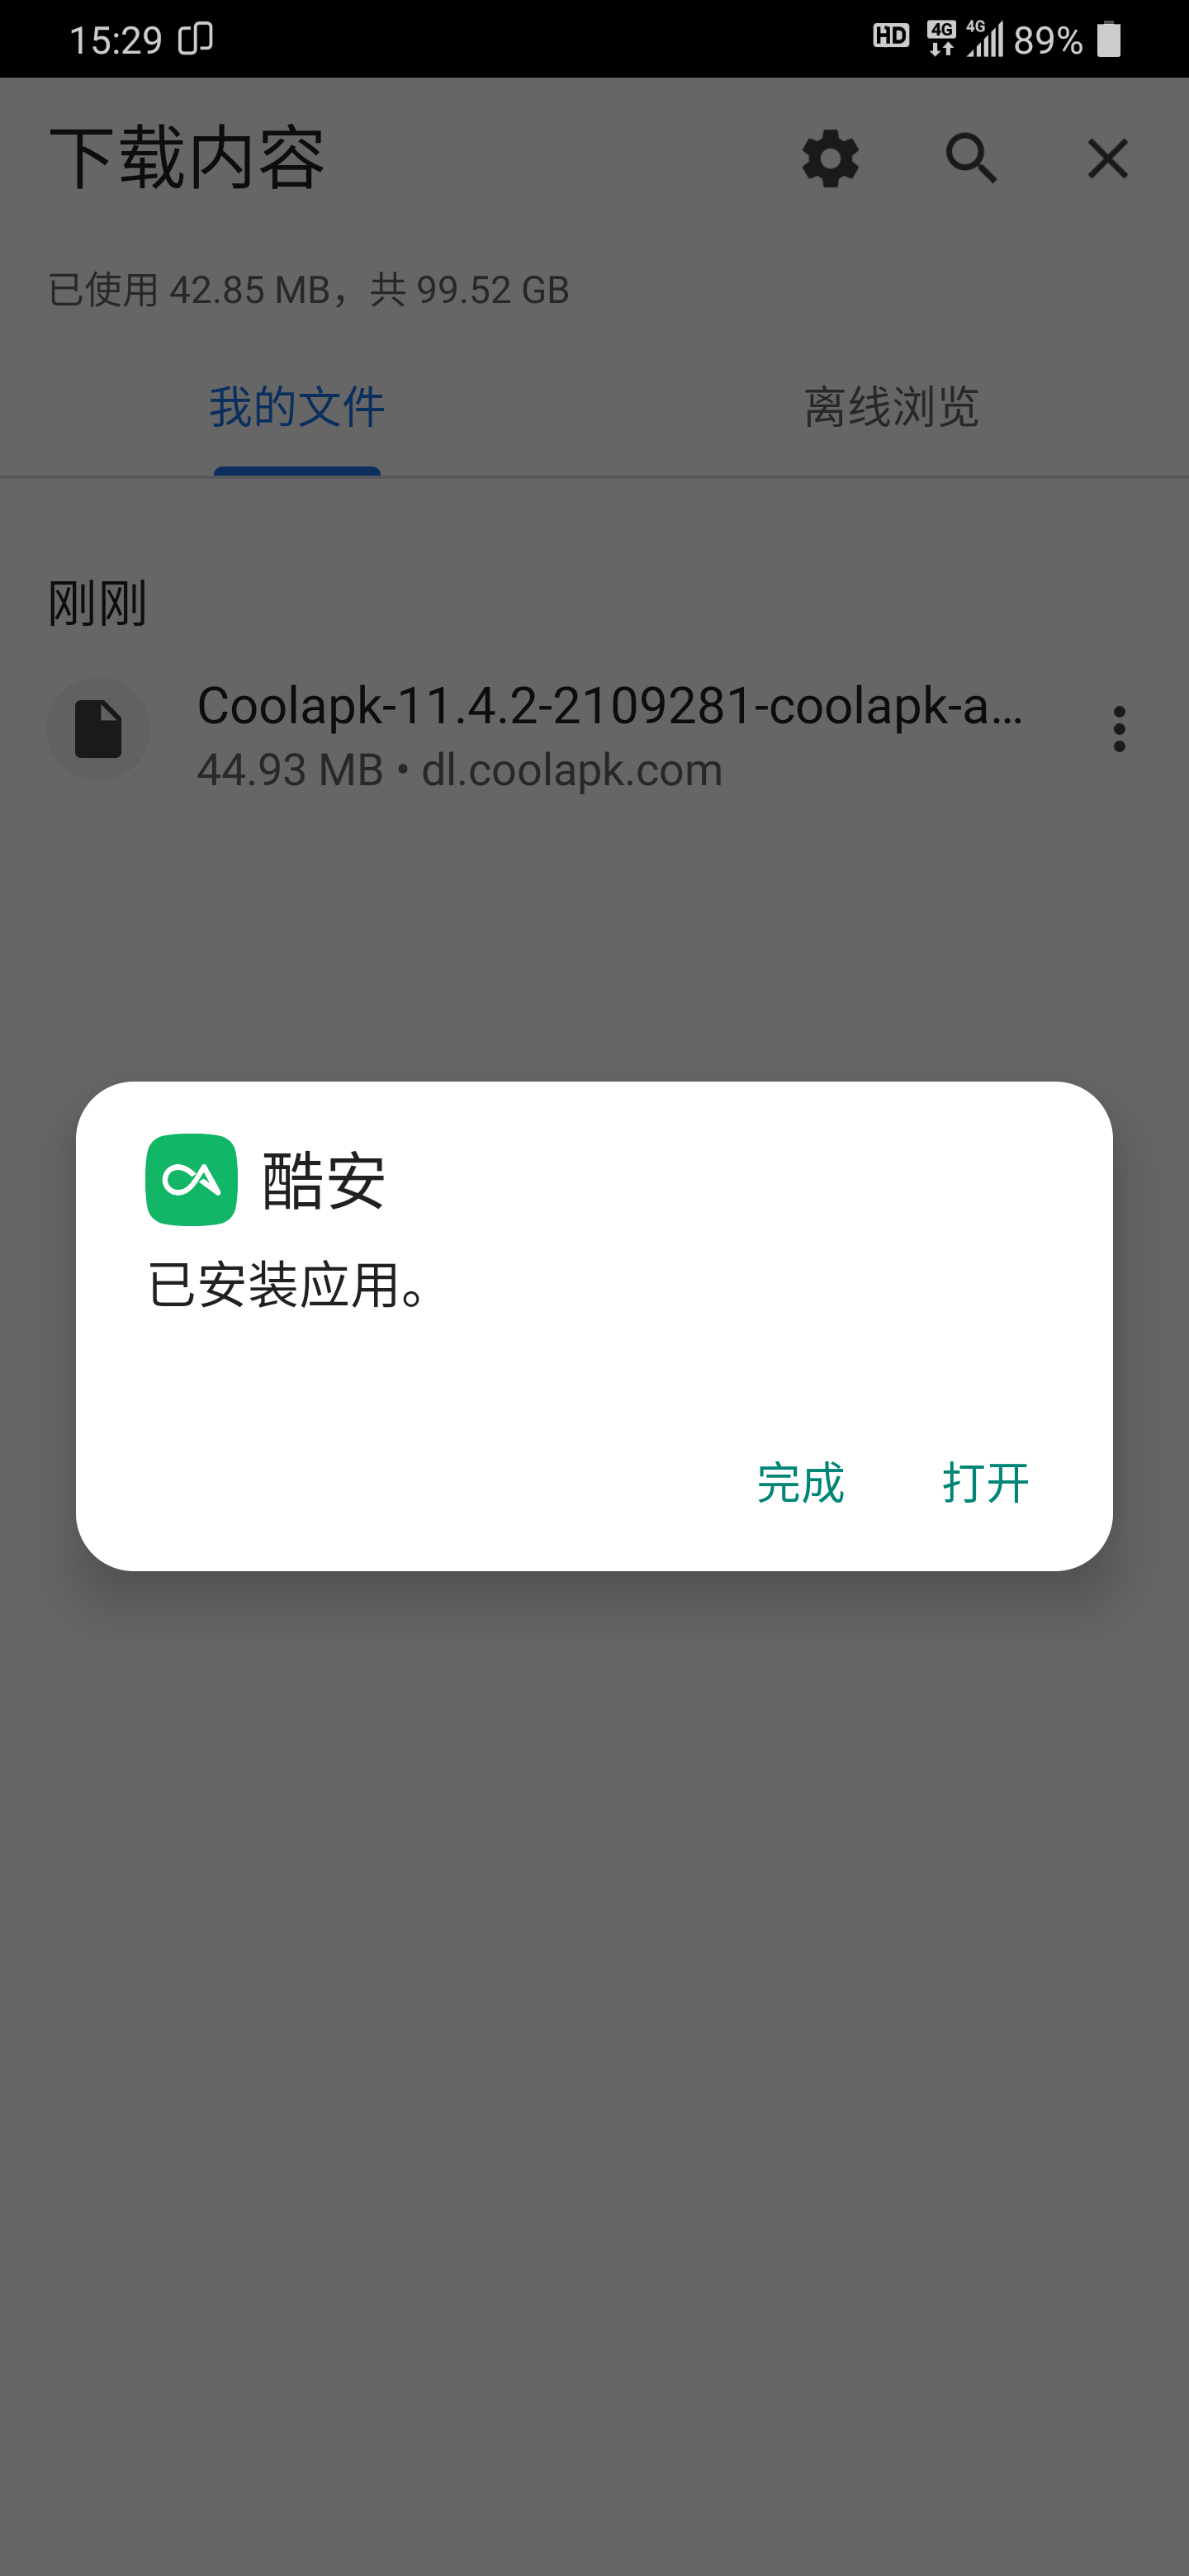 15:29 HD 4G 4G 89%
下载内容
已使用 42.85 MB，共 99.52 GB
我的文件 离线浏览
刚刚
Coolapk-11.4.2-2109281-coolapk-a...
44.93 MB • dl.coolapk.com
酷安
已安装应用。
完成 打开